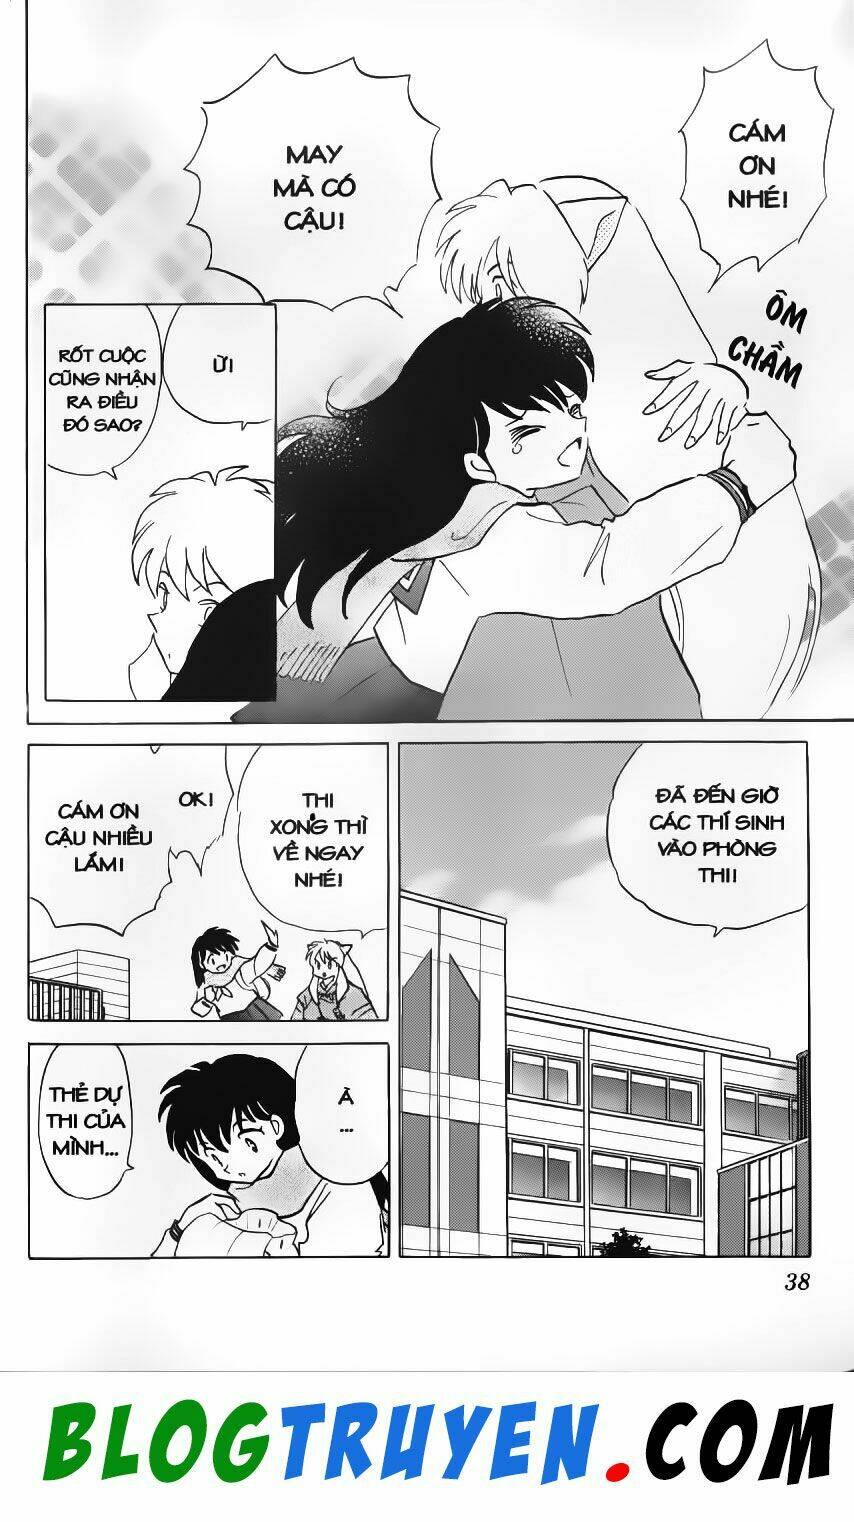 CÁM
ƠN
NHÉ!
MAY
MÀ CÓ
CẬU!
ÔM
CHẦM
Ừ!
RỐT CUỘC
CŨNG NHẬN
RA ĐIỀU
ĐÓ SAO?
ĐÃ ĐẾN GIỜ
CÁC THÍ SINH
VÀO PHÒNG
THI!
THI
XONG THÌ
VỀ NGAY
NHÉ!
OK!
CÁM ƠN
CẬU NHIỀU
LẮM!
À
...
THẺ DỰ
THI CỦA
MÌNH...
38
BLOGTRUYEN.COM